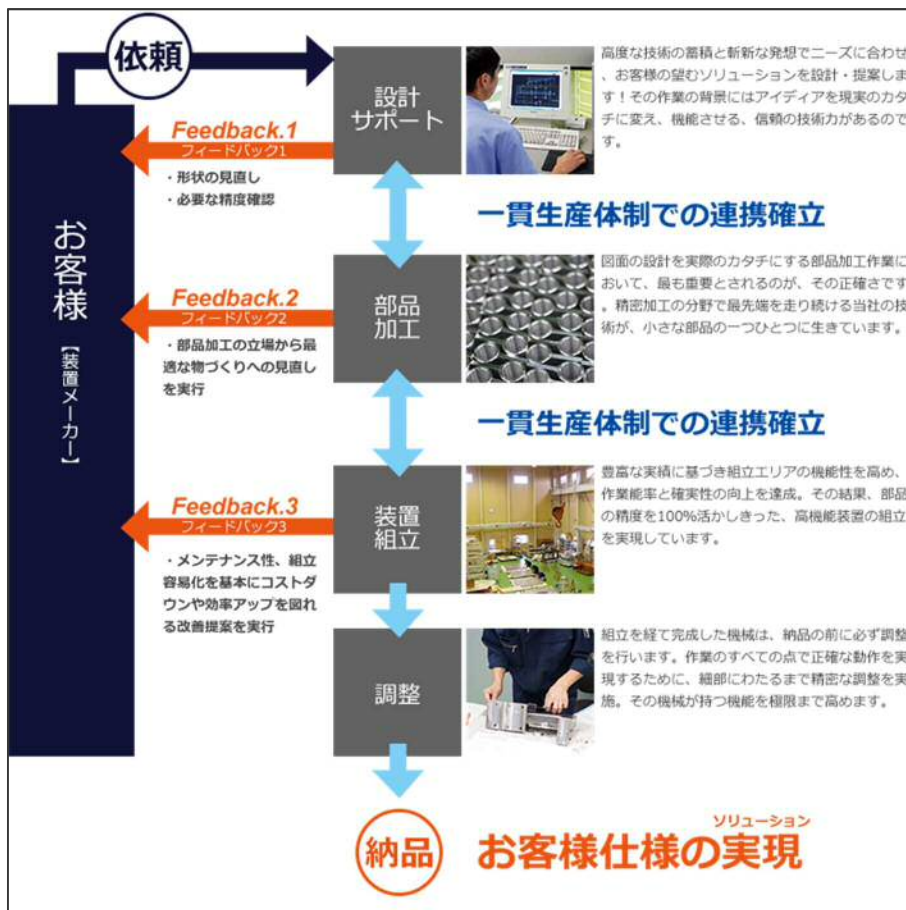 依頼
設計
サポート
高度な技術の蓄積と斬新な発想でニーズに合わせ
、お客様の望むソリューションを設計・提案しま
す！その作業の背景にはアイディアを現実のカタ
チに変え、機能させる、信頼の技術力があるので
す。
Feedback.1
フィードバック1
・形状の見直し
・必要な精度確認
一貫生産体制での連携確立
お客様
【装置メーカー】
部品
加工
図面の設計を実際のカタチにする部品加工作業に
おいて、最も重要とされるのが、その正確さです
。精密加工の分野で最先端を走り続ける当社の技
術が、小さな部品の一つひとつに生きています。
Feedback.2
フィードバック2
・部品加工の立場から最
適な物づくりへの見直し
を実行
一貫生産体制での連携確立
装置
組立
豊富な実績に基づき組立エリアの機能性を高め、
作業能率と確実性の向上を達成。その結果、部品
の精度を100%活かしきった、高機能装置の組立
を実現しています。
Feedback.3
フィードバック3
・メンテナンス性、組立
容易化を基本にコストダ
ウンや効率アップを図れ
る改善提案を実行
調整
組立を経て完成した機械は、納品の前に必ず調整
を行います。作業のすべての点で正確な動作を実
現するために、細部にわたるまで精密な調整を実
施。その機械が持つ機能を極限まで高めます。
納品
ソリューション
お客様仕様の実現